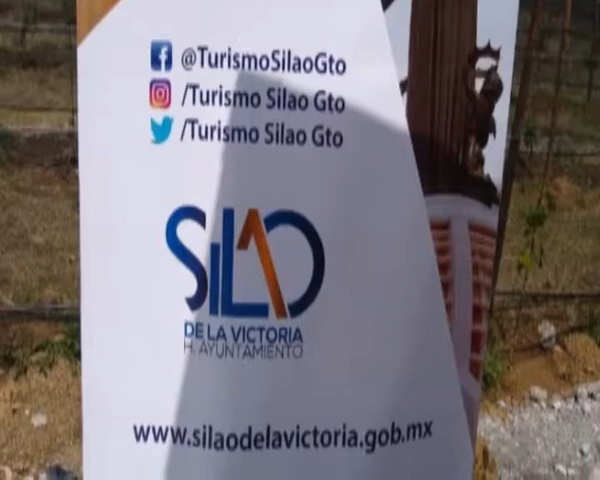 @TurismoSilaoGto
/Turismo Silao Gto
/Turismo Silao Gto
SILAO
DE LA VICTORIA
H. AYUNTAMIENTO
www.silaodelavictoria.gob.mx